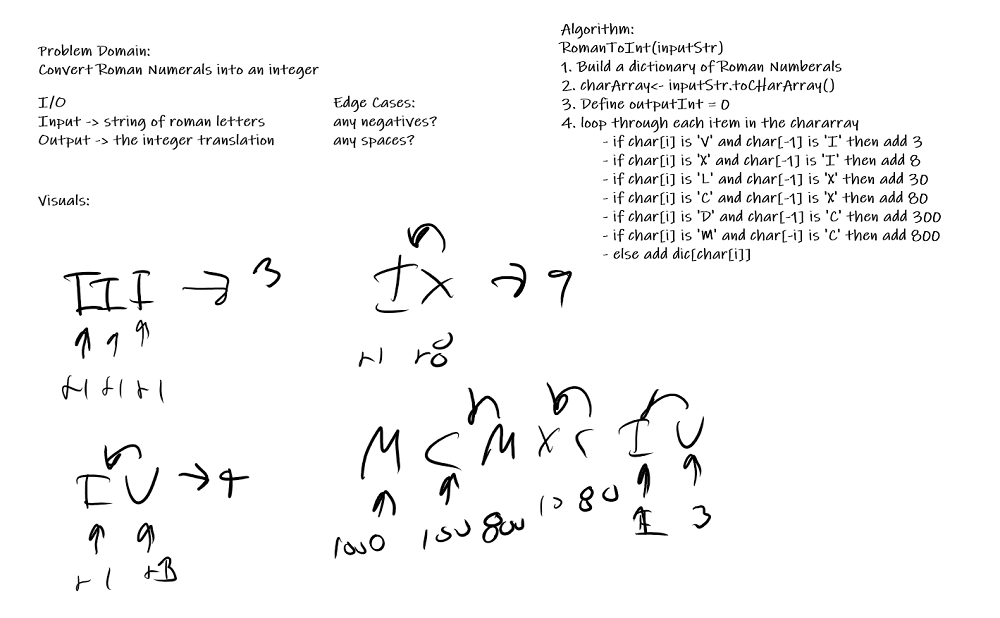 Problem Domain:
Convert Roman Numerals into an integer
I/O
Input -> string of roman letters
Output -> the integer translation
Edge Cases:
any negatives?
any spaces?
Algorithm:
RomanToInt(inputStr)
1. Build a dictionary of Roman Numberals
2. charArray<- inputStr.toCHarArray()
3. Define outputInt = 0
4. loop through each item in the chararray
- if char[i] is 'V' and char[-1] is 'I' then add 3
- if char[i] is 'X' and char[-1] is 'I' then add 8
- if char[i] is 'L' and char[-1] is 'X' then add 30
- if char[i] is 'C' and char[-1] is 'X' then add 80
- if char[i] is 'D' and char[-1] is 'C' then add 300
- if char[i] is 'M' and char[-i] is 'C' then add 800
- else add dic[char[i]]
Visuals:
III -> 3
+1 +1 +1
IX -> 9
+1 +8
IV -> 4
+1 +3
M C M X C I V
1000 100 800 10 80 1 3